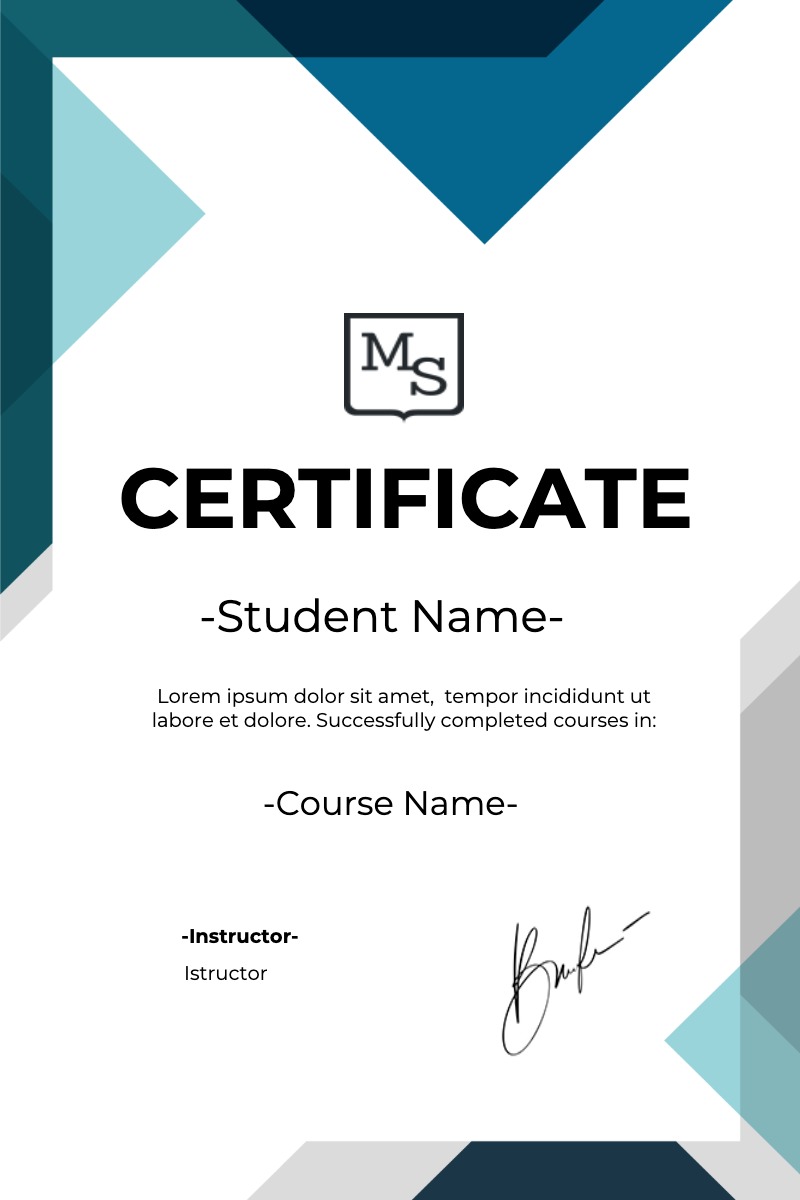 MS
CERTIFICATE
-Student Name-
Lorem ipsum dolor sit amet,  tempor incididunt ut
labore et dolore. Successfully completed courses in:
-Course Name-
-Instructor-
Istructor